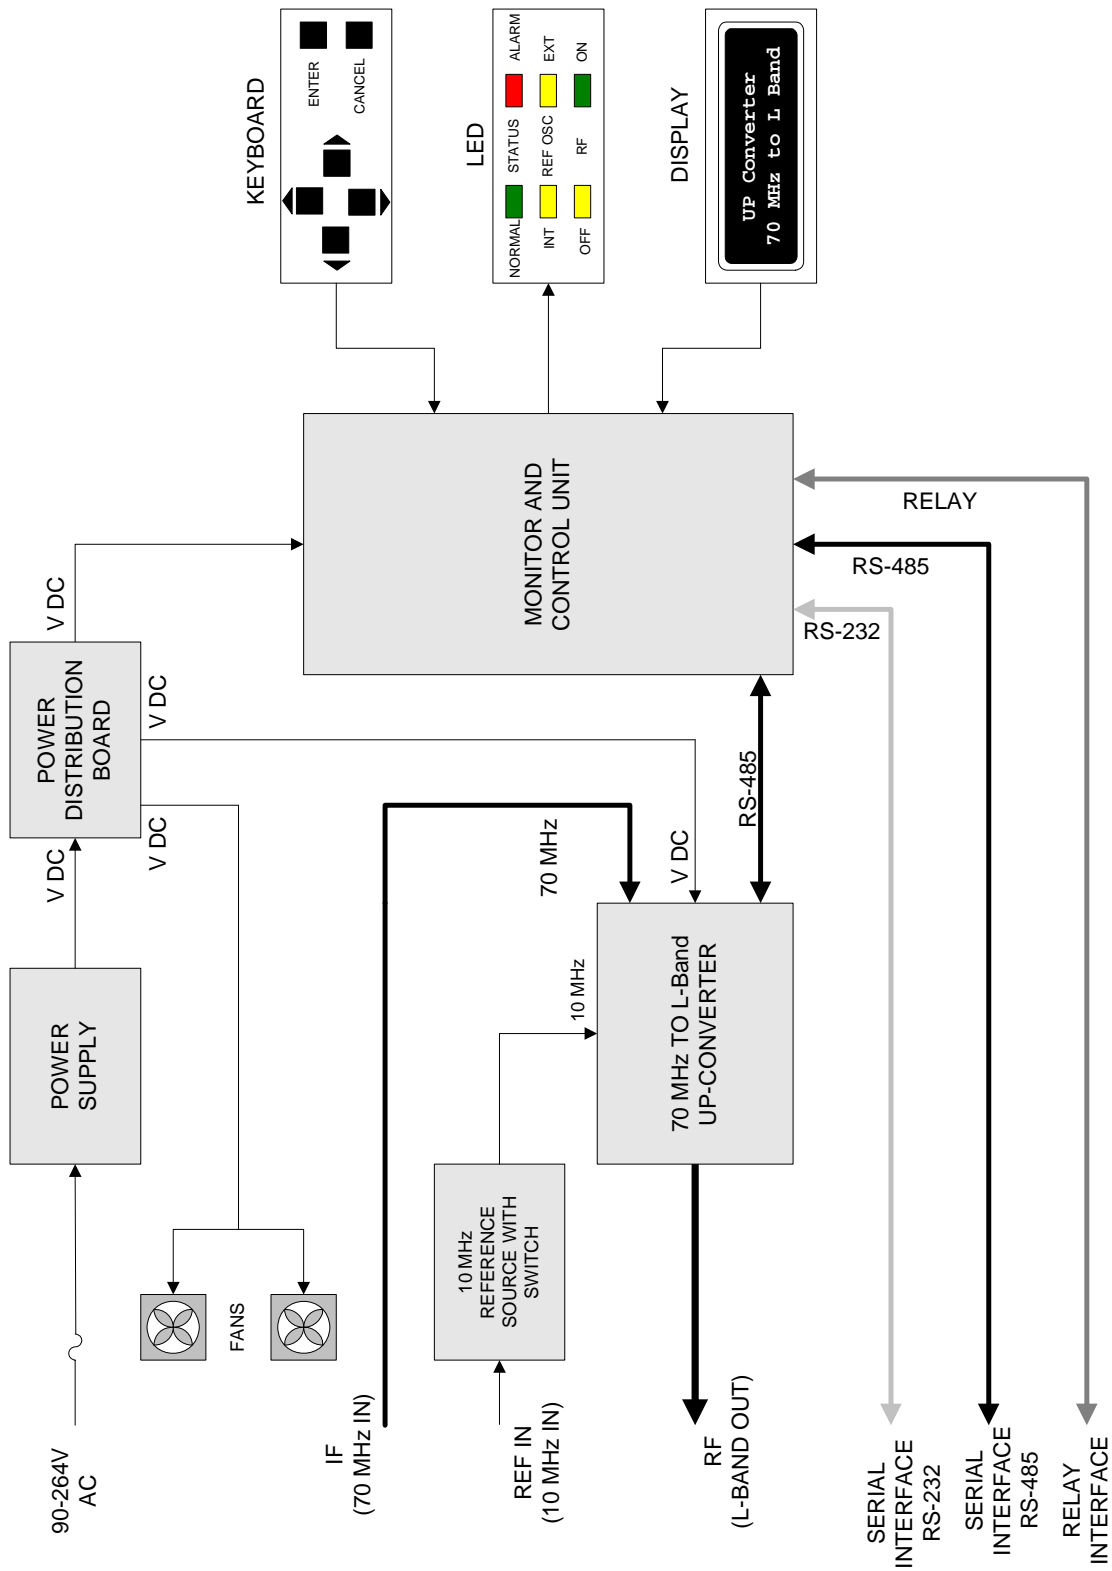 90-264V
AC
POWER
SUPPLY
V DC
POWER
DISTRIBUTION
BOARD
V DC
V DC
V DC
FANS
KEYBOARD
ENTER
CANCEL
IF
(70 MHz IN)
70 MHz
REF IN
(10 MHz IN)
10 MHz
REFERENCE
SOURCE WITH
SWITCH
10 MHz
MONITOR AND
CONTROL UNIT
LED
NORMAL STATUS ALARM
INT REF OSC EXT
OFF RF ON
RF
(L-BAND OUT)
70 MHz TO L-Band
UP-CONVERTER
V DC
RS-485
DISPLAY
UP Converter
70 MHz to L Band
SERIAL
INTERFACE
RS-232
RS-232
SERIAL
INTERFACE
RS-485
RS-485
RELAY
INTERFACE
RELAY